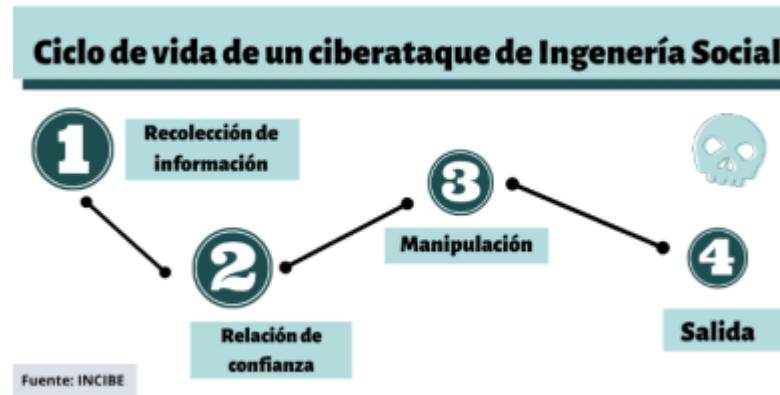 Ciclo de vida de un ciberataque de Ingenería Social
1
Recolección de
información
2
Relación de
confianza
3
Manipulación
4
Salida
Fuente: INCIBE